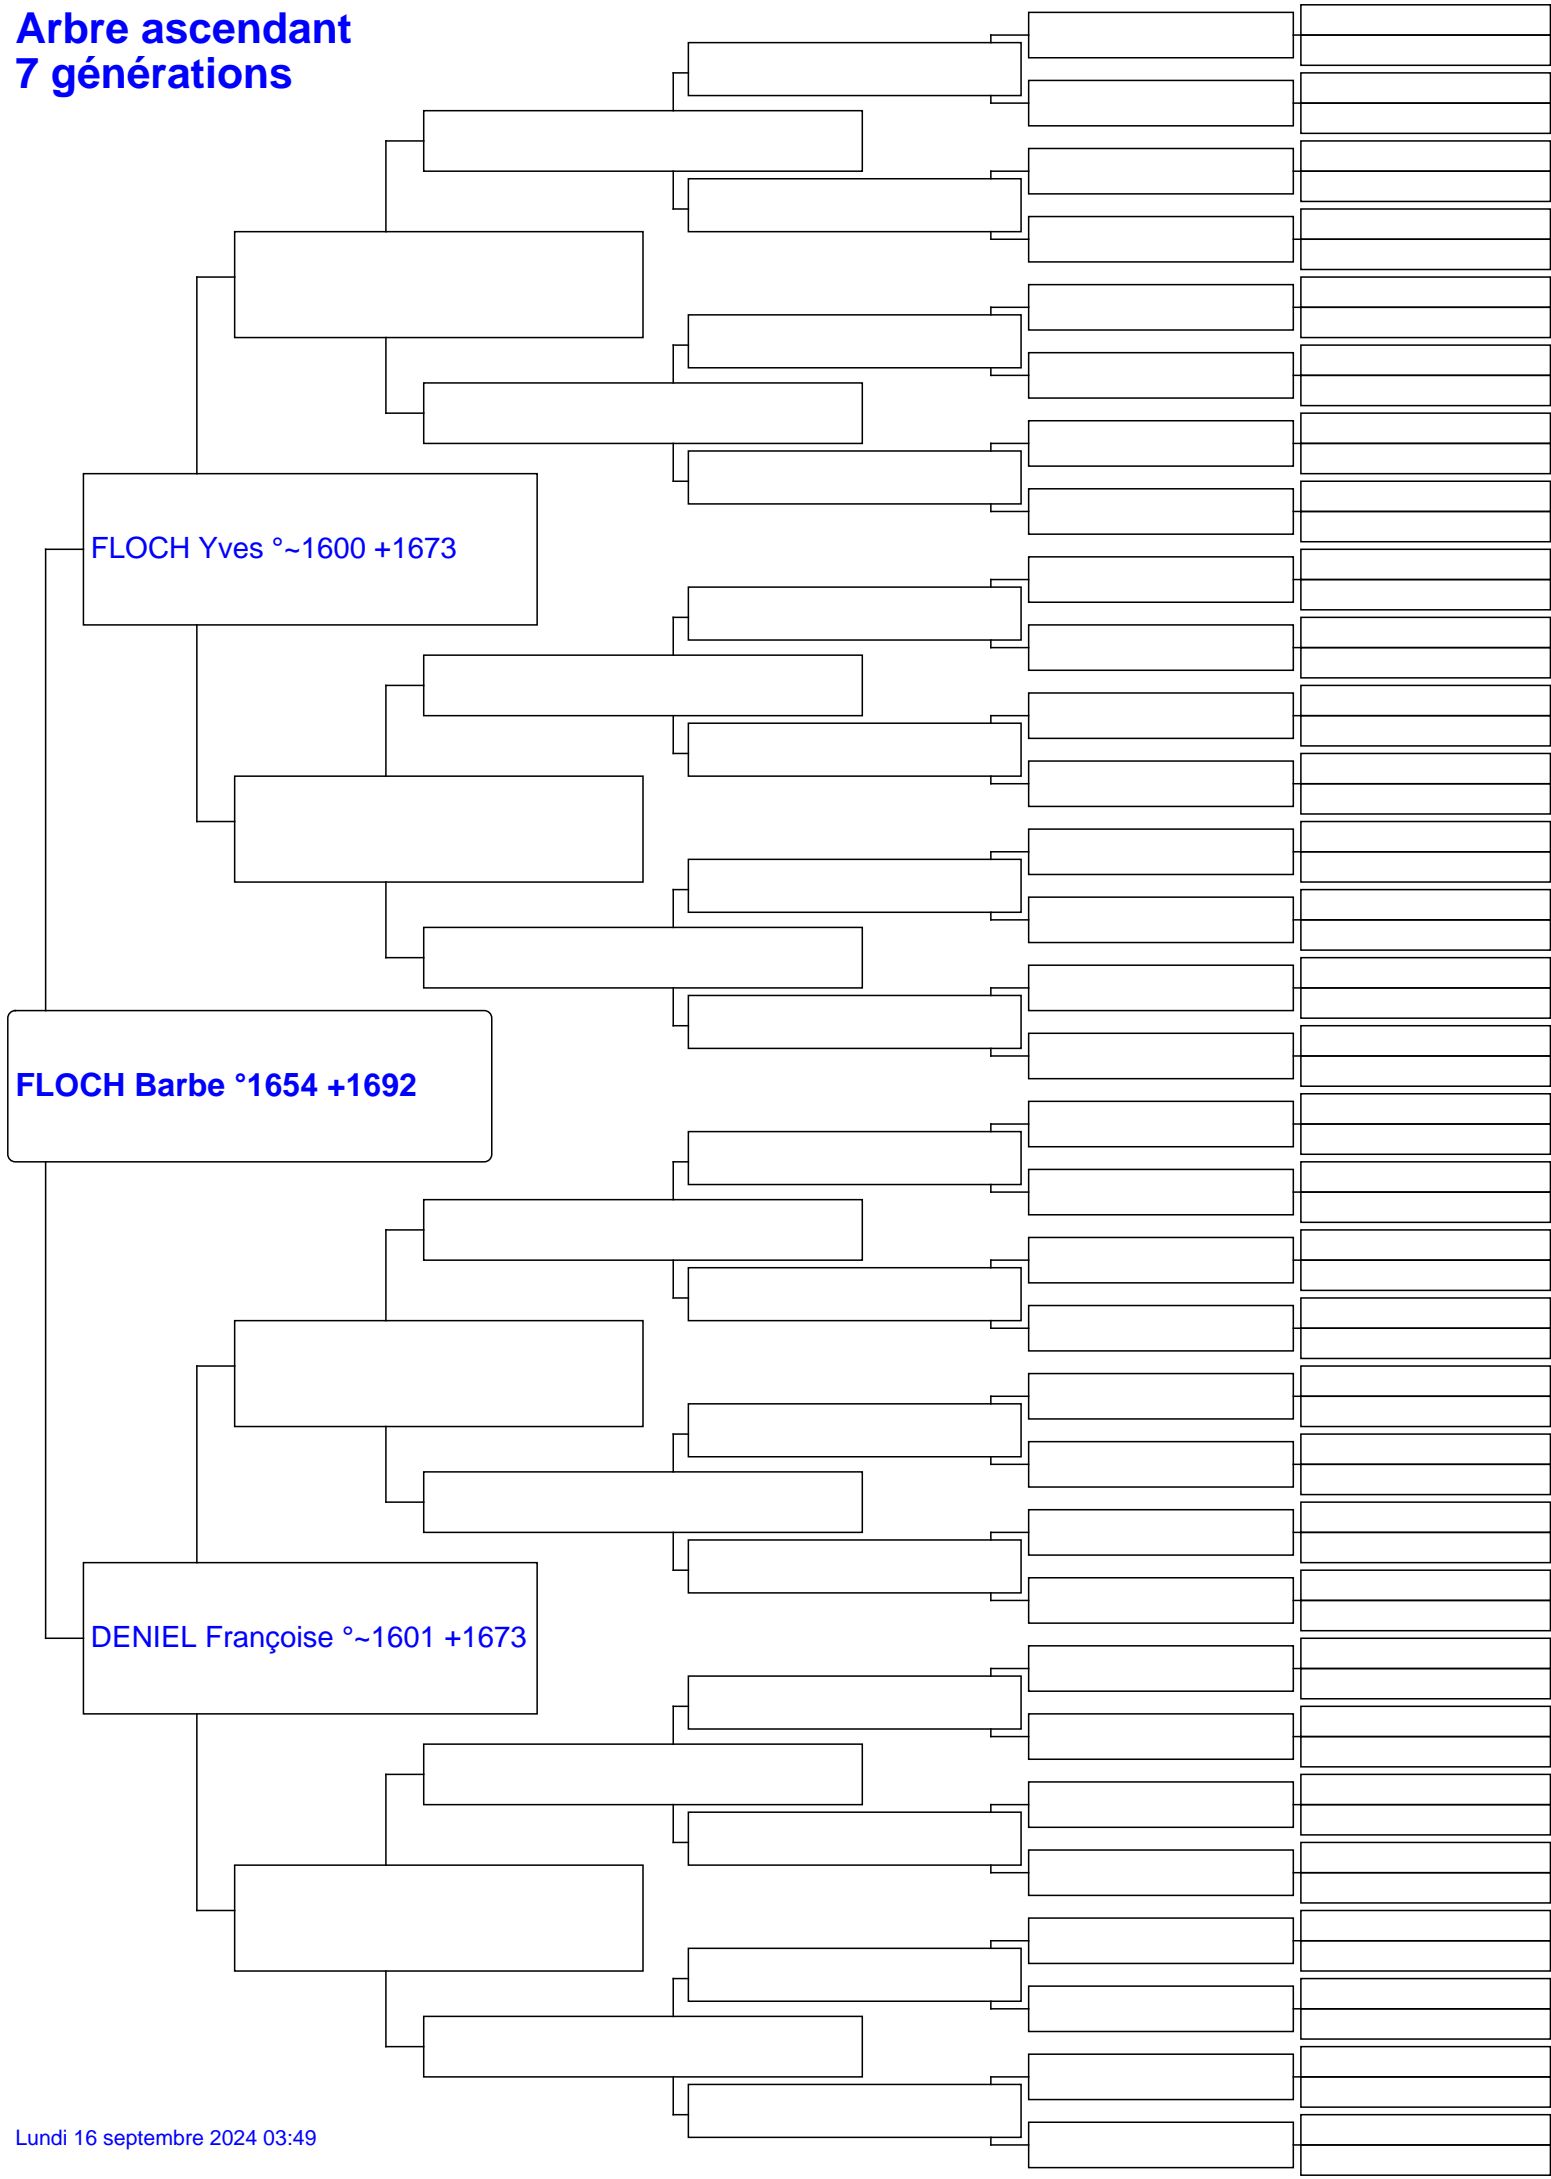 Arbre ascendant
7 générations
FLOCH Yves °~1600 +1673
FLOCH Barbe °1654 +1692
DENIEL Françoise °~1601 +1673
Lundi 16 septembre 2024 03:49